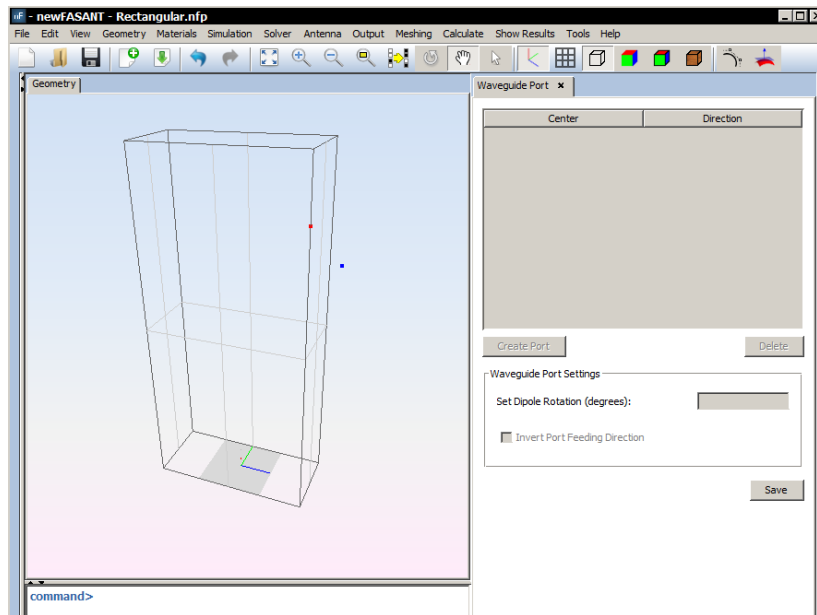 nF - newFASANT - Rectangular.nfp
File Edit View Geometry Materials Simulation Solver Antenna Output Meshing Calculate Show Results Tools Help
Geometry
Waveguide Port
Center Direction
Create Port Delete
Waveguide Port Settings
Set Dipole Rotation (degrees):
Invert Port Feeding Direction
Save
command>